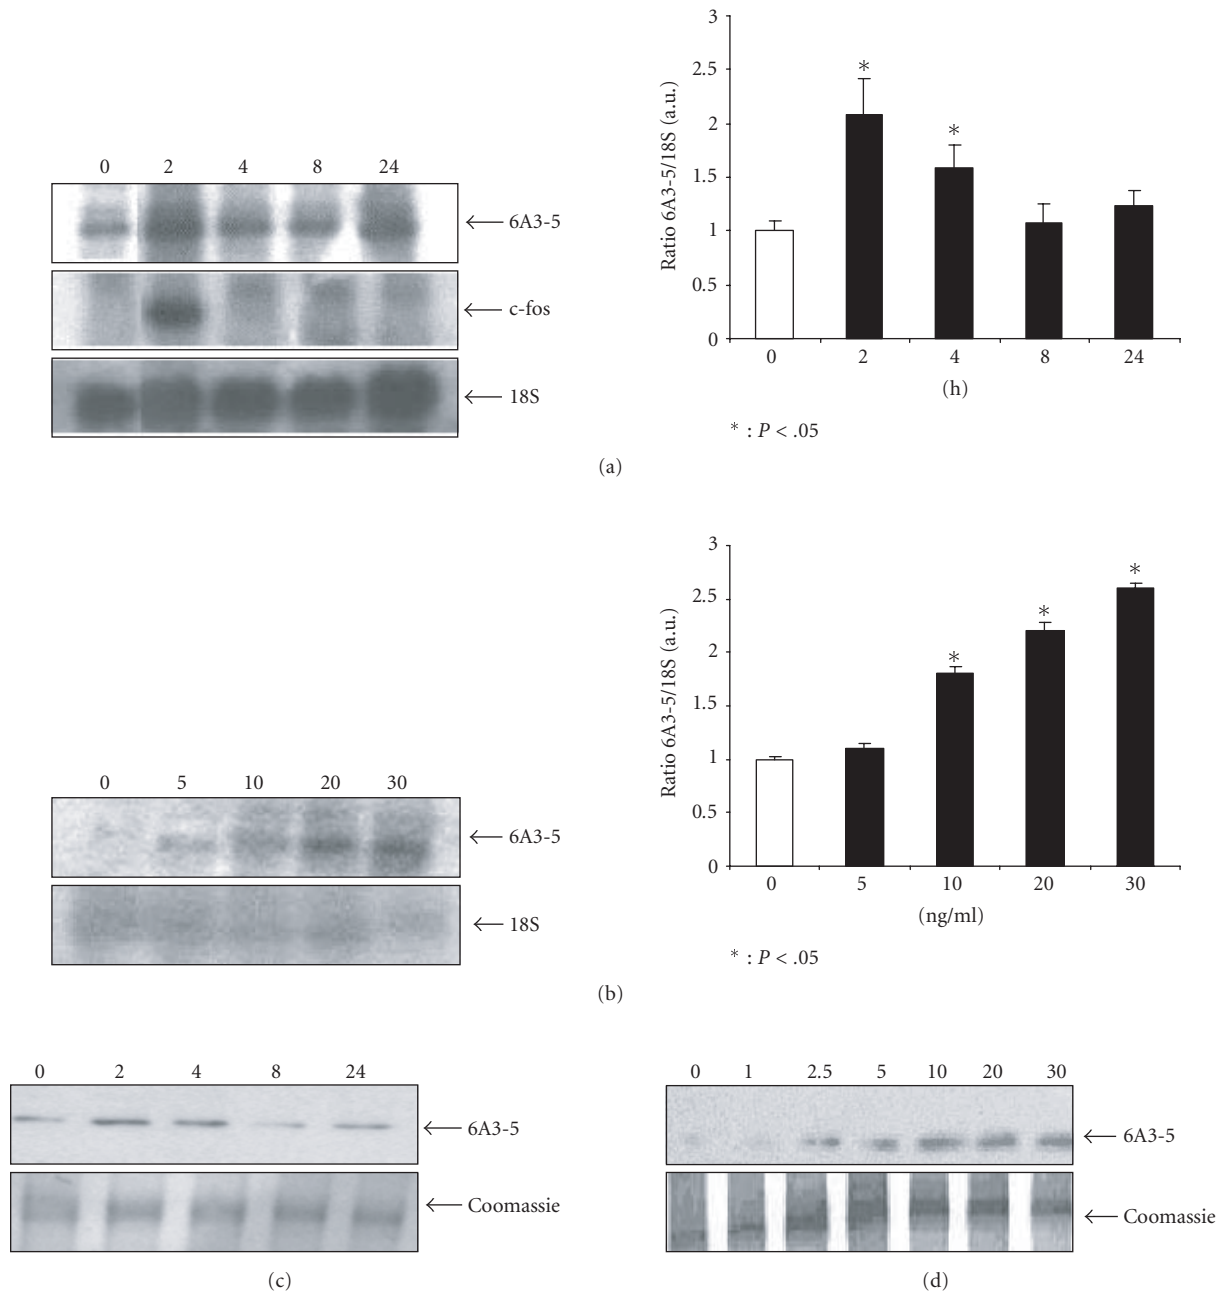 0 2 4 8 24
6A3-5
c-fos
18S
3
2.5
2
1.5
1
0.5
0
Ratio 6A3-5/18S (a.u.)
*
*
0 2 4 8 24
(h)
* : P < .05
(a)
0 5 10 20 30
6A3-5
18S
3
2.5
2
1.5
1
0.5
0
Ratio 6A3-5/18S (a.u.)
*
*
*
0 5 10 20 30
(ng/ml)
* : P < .05
(b)
0 2 4 8 24
6A3-5
Coomassie
(c)
0 1 2.5 5 10 20 30
6A3-5
Coomassie
(d)